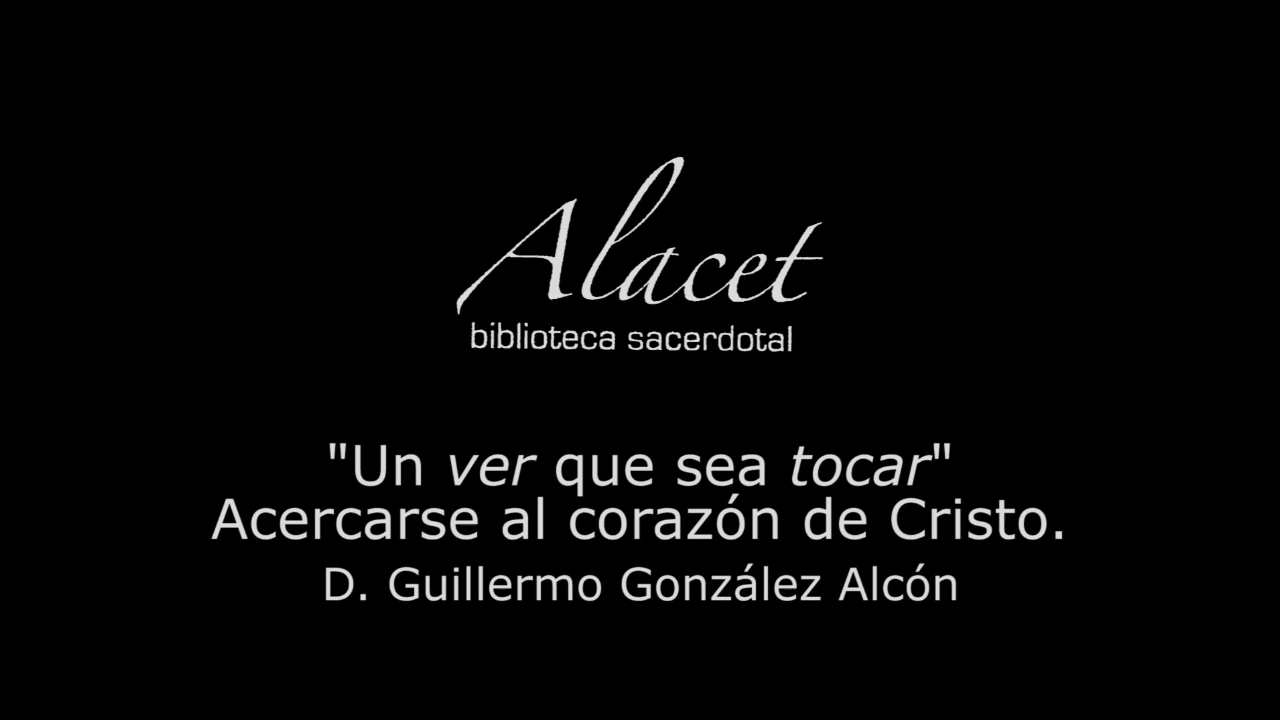 Alacet
biblioteca sacerdotal
"Un ver que sea tocar"
Acercarse al corazón de Cristo.
D. Guillermo González Alcón